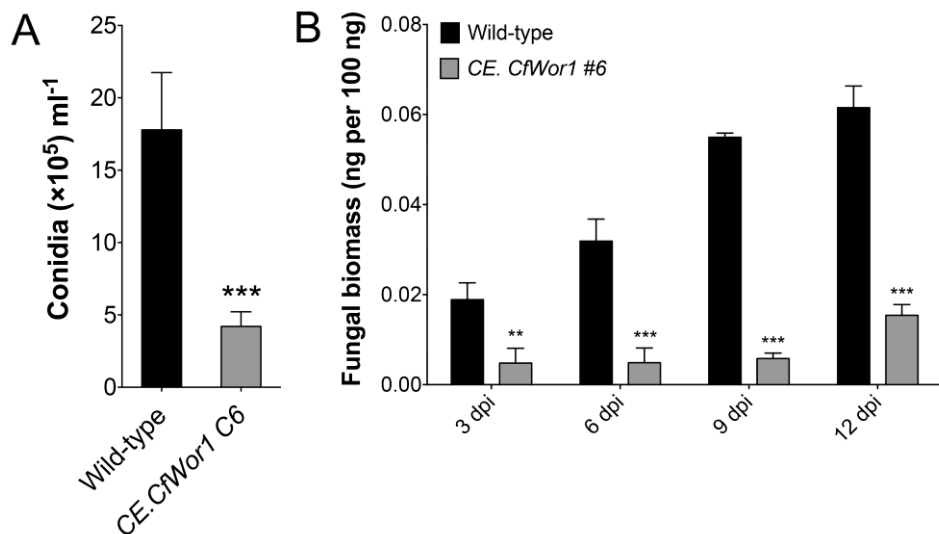 A
Conidia (×10⁵) ml⁻¹
25
20
15
10
5
0
***
Wild-type
CE.CfWor1 C6
B
Wild-type
CE. CfWor1 #6
Fungal biomass (ng per 100 ng)
0.08
0.06
0.04
0.02
0.00
**
***
***
***
3 dpi
6 dpi
9 dpi
12 dpi